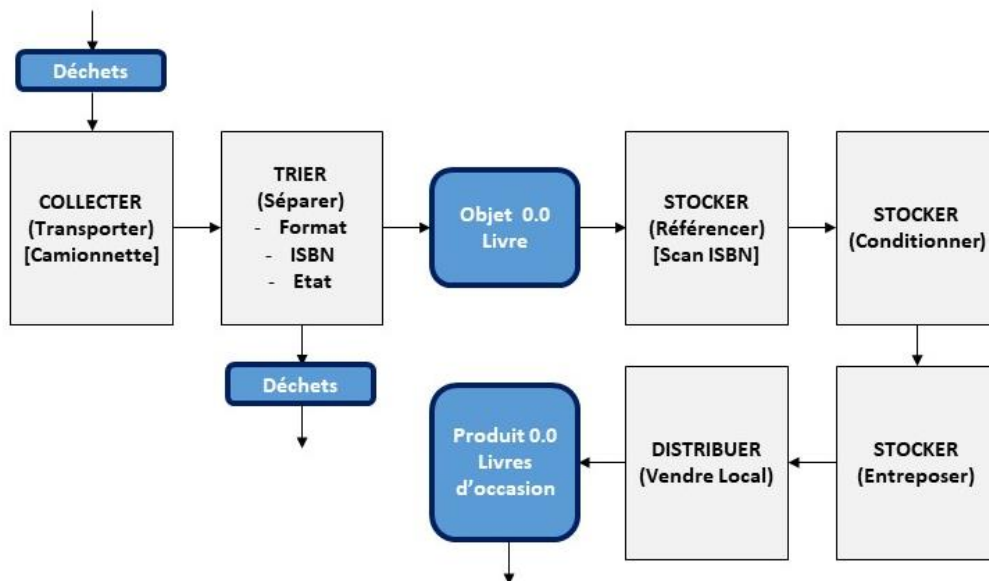 Déchets
COLLECTER
(Transporter)
[Camionnette]
TRIER
(Séparer)
- Format
- ISBN
- Etat
Objet 0.0
Livre
STOCKER
(Référencer)
[Scan ISBN]
STOCKER
(Conditionner)
Déchets
Produit 0.0
Livres
d'occasion
DISTRIBUER
(Vendre Local)
STOCKER
(Entreposer)